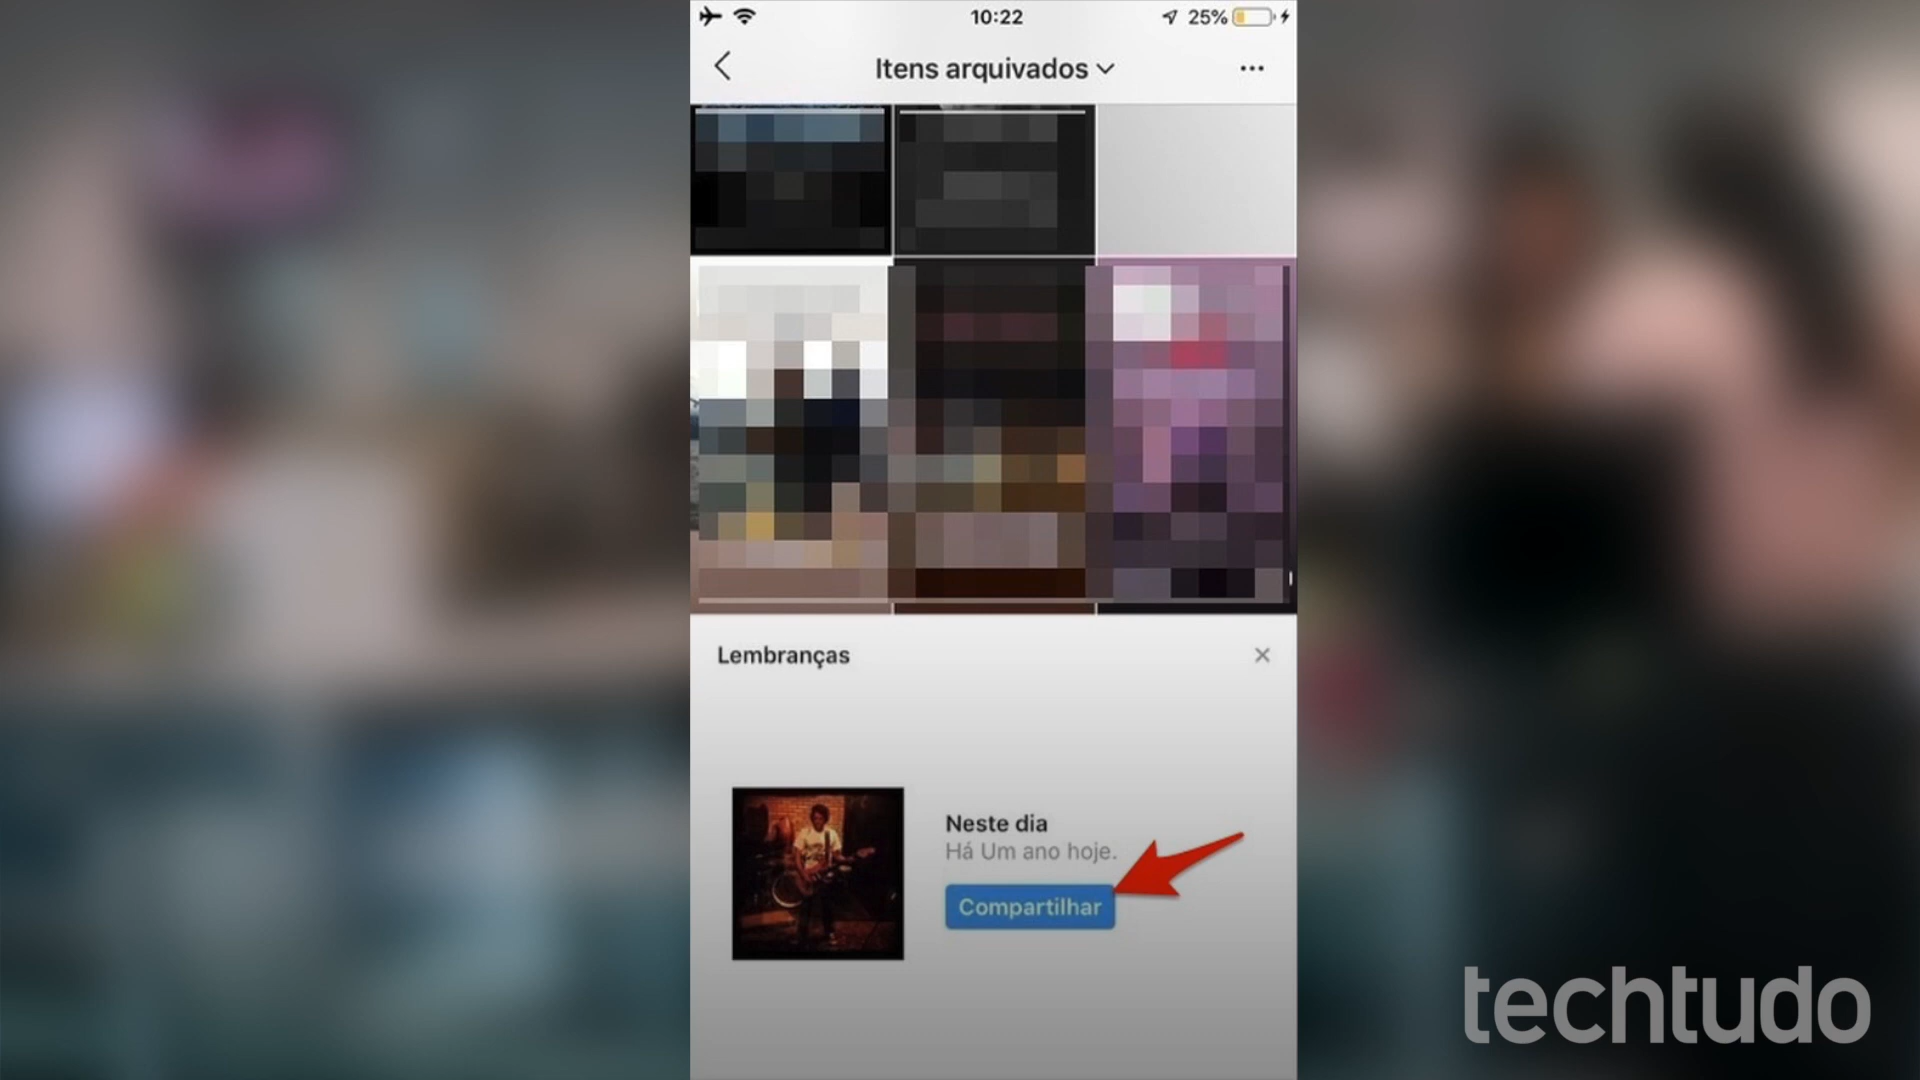 10:22
25%
Itens arquivados
Lembranças
Neste dia
Há Um ano hoje.
Compartilhar
techtudo